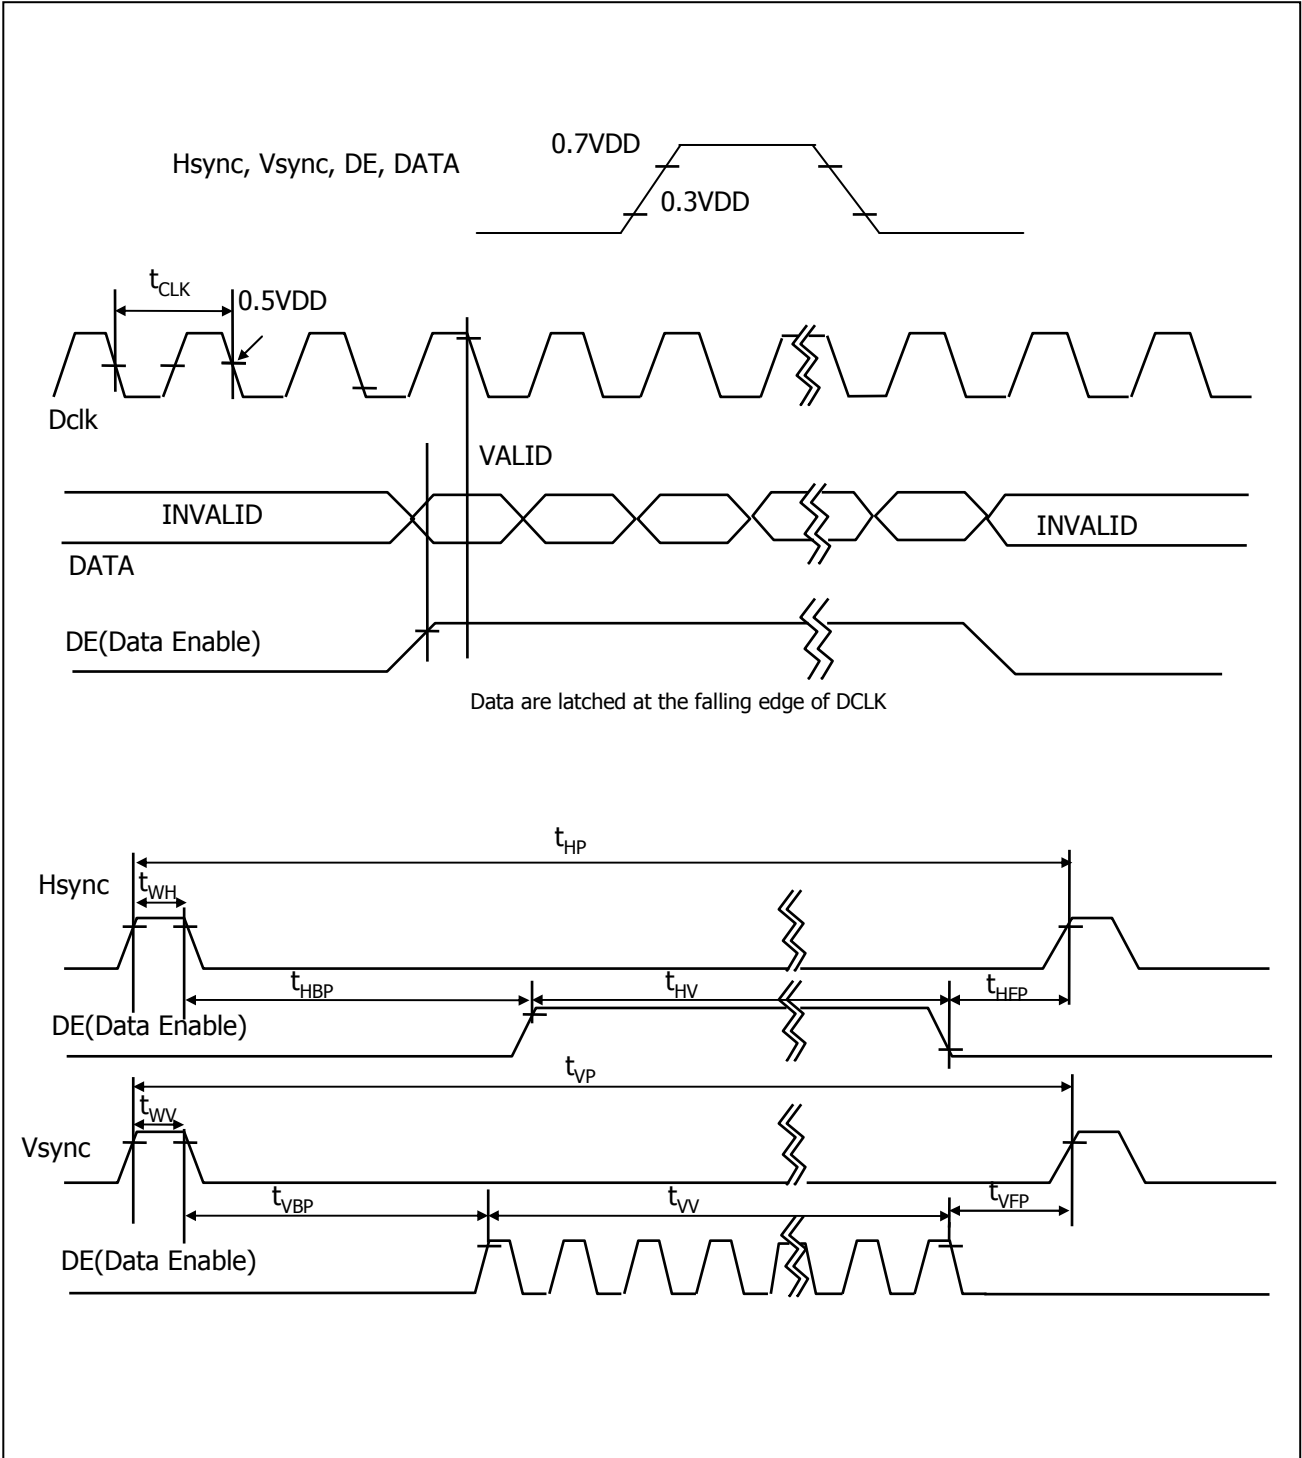 0.7VDD
Hsync, Vsync, DE, DATA
0.3VDD
tCLK
0.5VDD
Dclk
VALID
INVALID
INVALID
DATA
DE(Data Enable)
Data are latched at the falling edge of DCLK
tHP
Hsync
tWH
tHBP
tHV
tHFP
DE(Data Enable)
tVP
tWV
Vsync
tVBP
tVV
tVFP
DE(Data Enable)